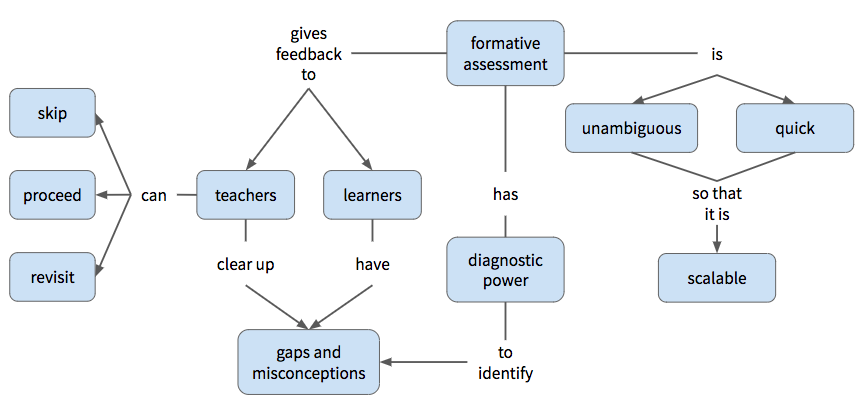 gives
feedback
to
formative
assessment
is
skip
unambiguous
quick
proceed
can
teachers
learners
has
so that
it is
revisit
clear up
have
diagnostic
power
scalable
gaps and
misconceptions
to
identify